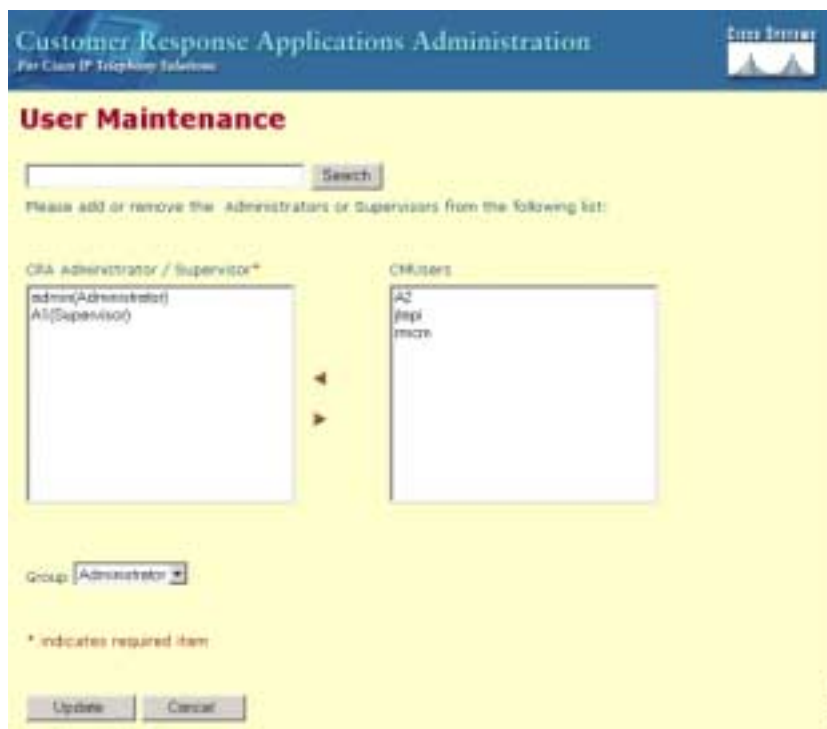 Customer Response Applications Administration
For Cisco IP Telephony Solutions
Cisco Systems
User Maintenance
Search
Please add or remove the Administrators or Supervisors from the following list:
CRA Administrator / Supervisor*
admin(Administrator)
A1(Supervisor)
CMUsers
A2
rmcm
Group Administrator
* indicates required item
Update Cancel